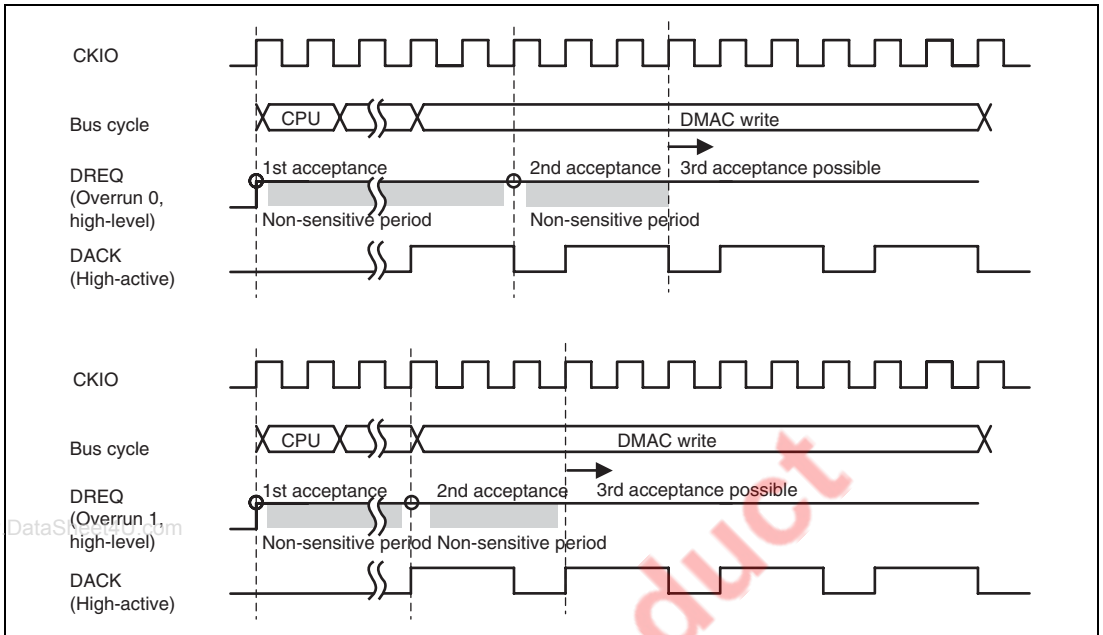 CKIO
Bus cycle
CPU
DMAC write
DREQ
(Overrun 0,
high-level)
1st acceptance
2nd acceptance
3rd acceptance possible
Non-sensitive period
Non-sensitive period
DACK
(High-active)
CKIO
Bus cycle
CPU
DMAC write
DREQ
(Overrun 1,
high-level)
1st acceptance
2nd acceptance
3rd acceptance possible
Non-sensitive period
Non-sensitive period
DataSheet4U.com
DACK
(High-active)
duct